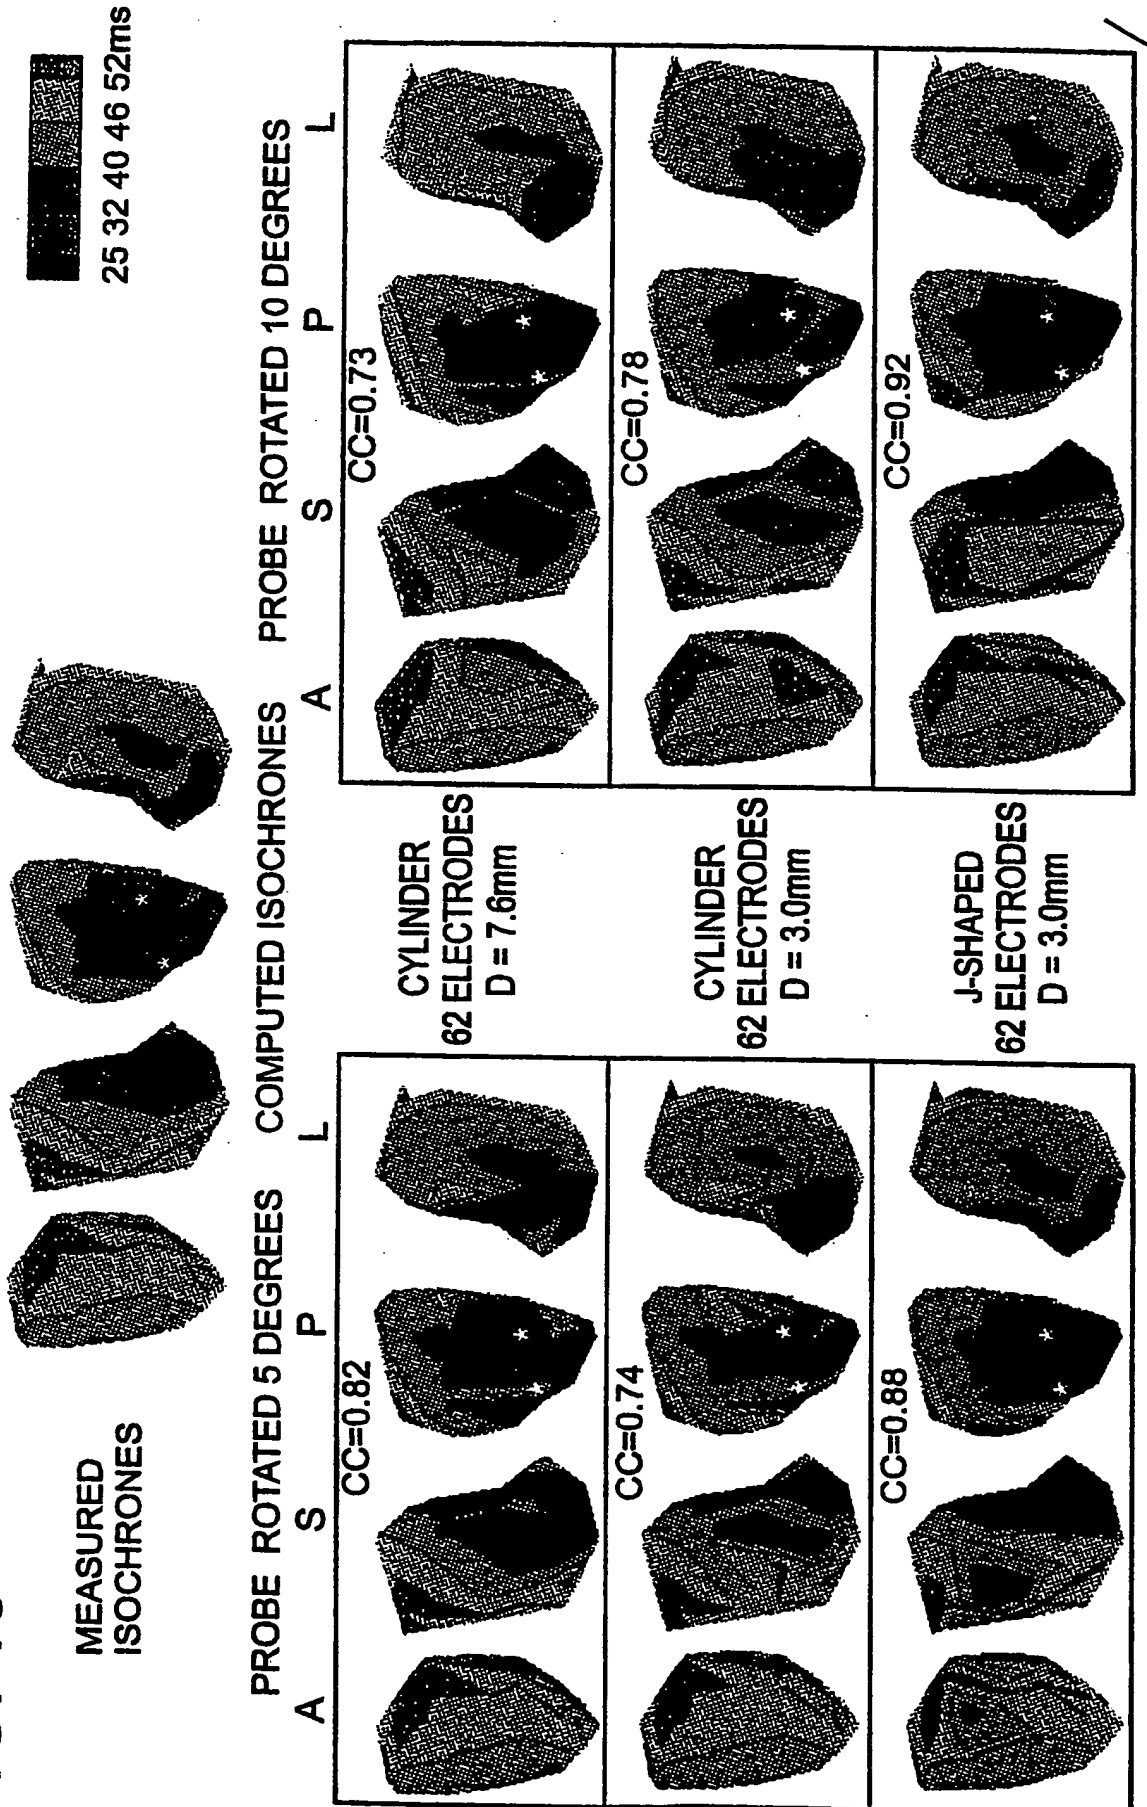 25 32 40 46 52ms
MEASURED
ISOCHRONES
PROBE ROTATED 5 DEGREES COMPUTED ISOCHRONES PROBE ROTATED 10 DEGREES
A S P L
A S P L
CC=0.82
CYLINDER
62 ELECTRODES
D = 7.6mm
CC=0.73
CC=0.74
CYLINDER
62 ELECTRODES
D = 3.0mm
CC=0.78
CC=0.88
J-SHAPED
62 ELECTRODES
D = 3.0mm
CC=0.92